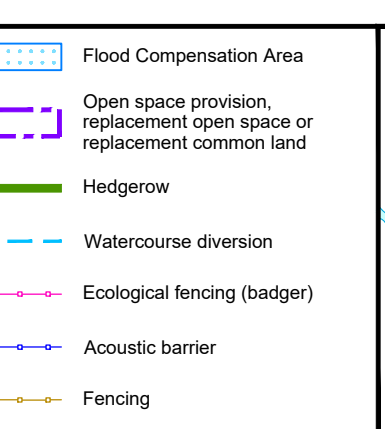 Flood Compensation Area
Open space provision,
replacement open space or
replacement common land
Hedgerow
Watercourse diversion
Ecological fencing (badger)
Acoustic barrier
Fencing